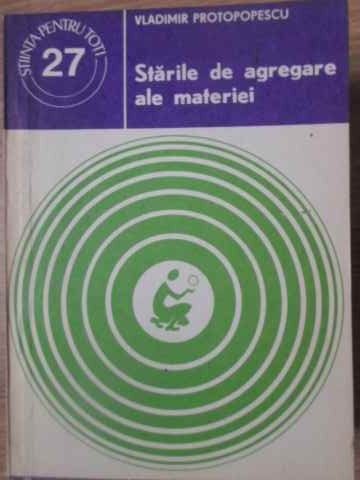 ȘTIINȚA PENTRU TOȚI
27
VLADIMIR PROTOPOPESCU
Stările de agregare
ale materiei